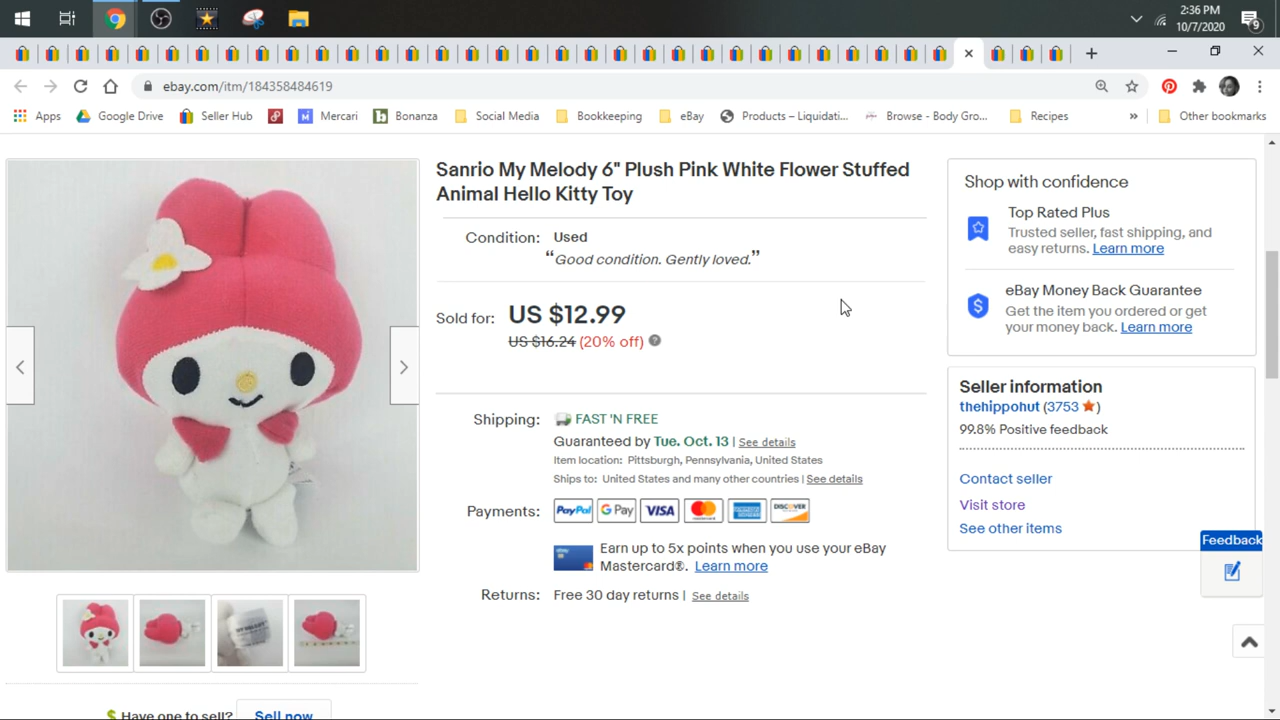 2:36 PM
10/7/2020
9
ebay.com/itm/184358484619
Apps
Google Drive
Seller Hub
Mercari
Bonanza
Social Media
Bookkeeping
eBay
Products – Liquidati...
Browse - Body Gro...
Recipes
»
Other bookmarks
Sanrio My Melody 6" Plush Pink White Flower Stuffed
Animal Hello Kitty Toy
Condition: Used
“Good condition. Gently loved.”
Sold for: US $12.99
US $16.24 (20% off)
Shipping: FAST 'N FREE
Guaranteed by Tue. Oct. 13 | See details
Item location: Pittsburgh, Pennsylvania, United States
Ships to: United States and many other countries | See details
Payments: PayPal G Pay VISA mastercard AMERICAN EXPRESS DISCOVER
ebay
Earn up to 5x points when you use your eBay
Mastercard®. Learn more
Returns: Free 30 day returns | See details
Have one to sell? Sell now
Shop with confidence
Top Rated Plus
Trusted seller, fast shipping, and
easy returns. Learn more
eBay Money Back Guarantee
Get the item you ordered or get
your money back. Learn more
Seller information
thehippohut (3753 )
99.8% Positive feedback
Contact seller
Visit store
See other items
Feedback